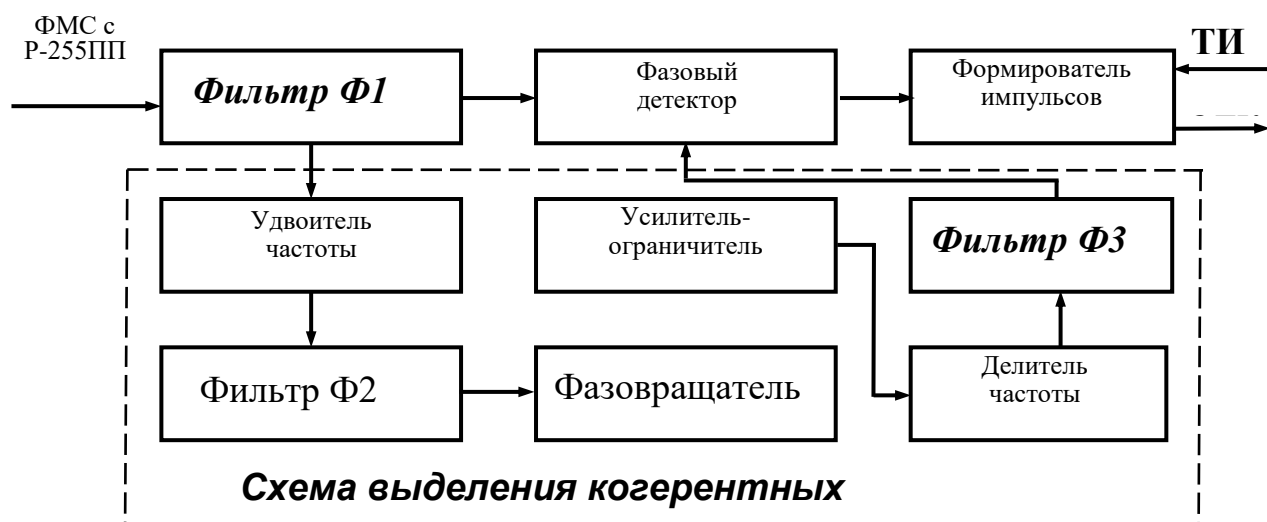 ФМС с
Р-255ПП
Фильтр Ф1
Фазовый
детектор
Формирователь
импульсов
ТИ
Удвоитель
частоты
Усилитель-
ограничитель
Фильтр Ф3
Фильтр Ф2
Фазовращатель
Делитель
частоты
Схема выделения когерентных